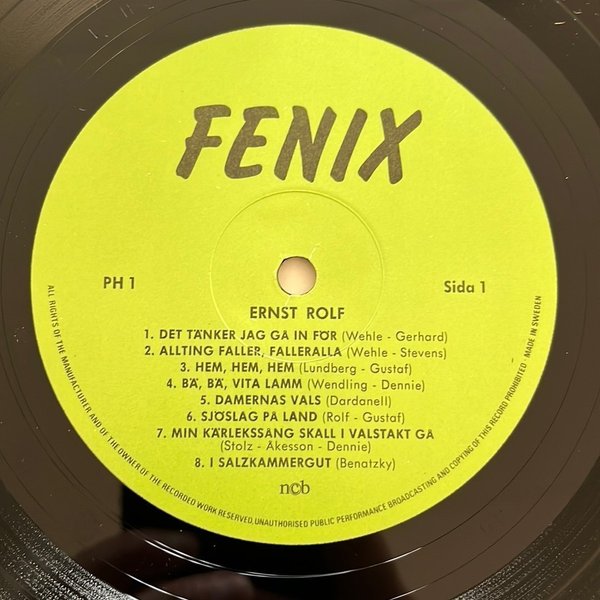 FENIX
PH 1
Sida 1
ERNST ROLF
1. DET TÄNKER JAG GÅ IN FÖR (Wehle - Gerhard)
2. ALLTING FALLER, FALLERALLA (Wehle - Stevens)
3. HEM, HEM, HEM (Lundberg - Gustaf)
4. BÄ, BÄ, VITA LAMM (Wendling - Dennie)
5. DAMERNAS VALS (Dardanell)
6. SJÖSLAG PÅ LAND (Rolf - Gustaf)
7. MIN KÄRLEKSSÅNG SKALL I VALSTAKT GÅ
(Stolz - Åkesson - Dennie)
8. I SALZKAMMERGUT (Benatzky)
ncb
ALL RIGHTS OF THE MANUFACTURER AND OF THE OWNER OF THE RECORDED WORK RESERVED. UNAUTHORISED PUBLIC PERFORMANCE BROADCASTING AND COPYING OF THIS RECORD PROHIBITED · MADE IN SWEDEN